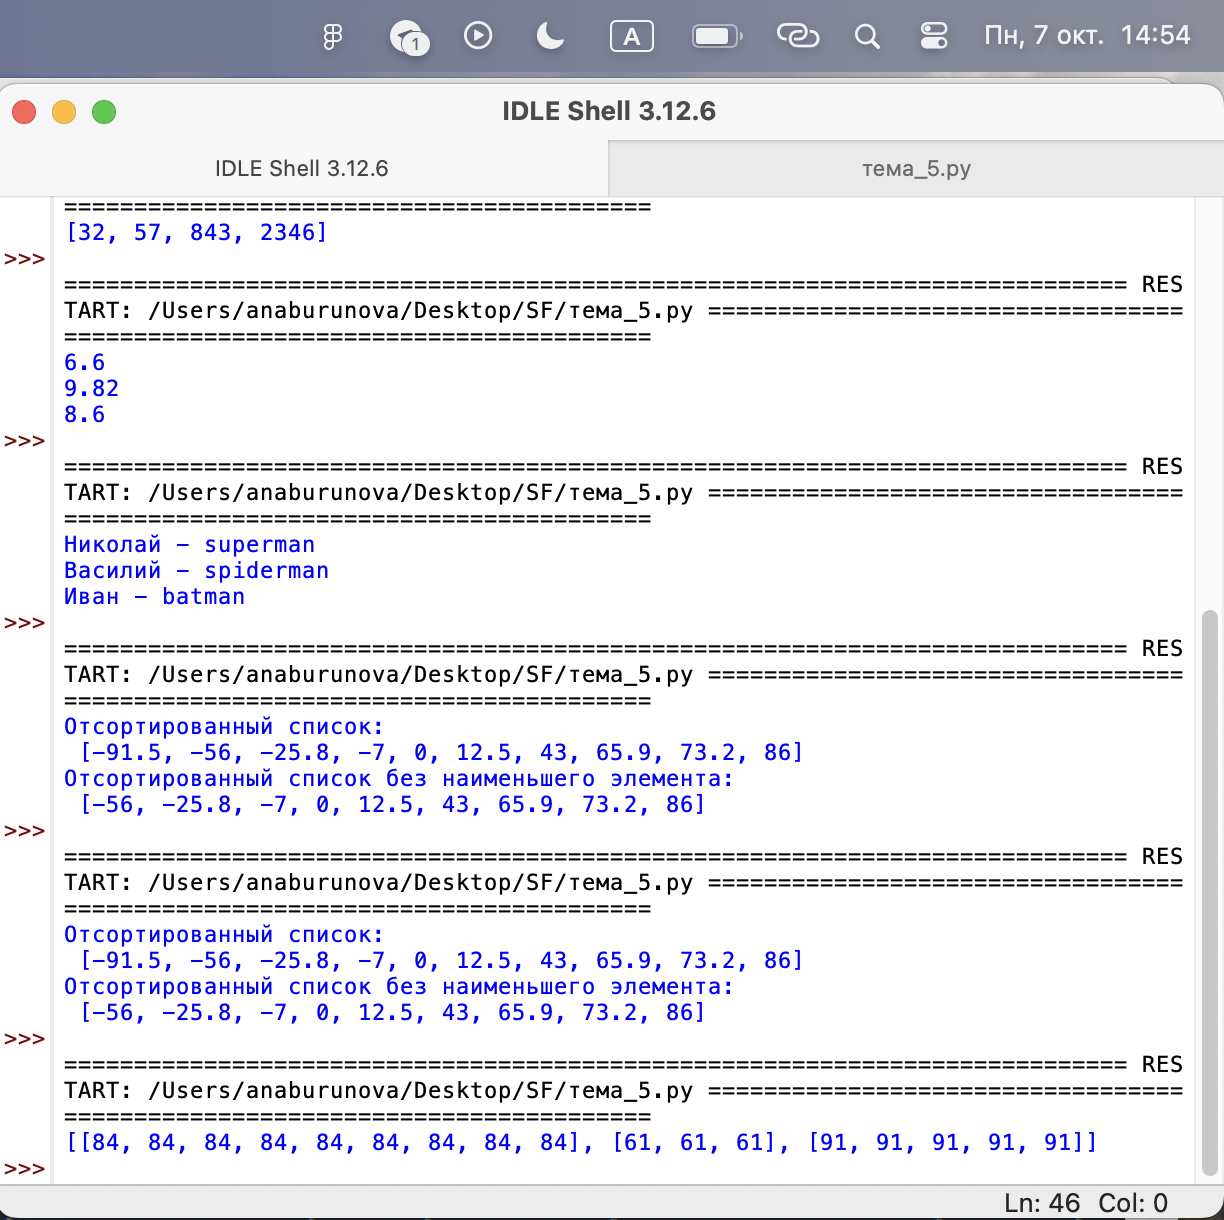 1 A Пн, 7 окт. 14:54
IDLE Shell 3.12.6
IDLE Shell 3.12.6 тема_5.py
==========================================
[32, 57, 843, 2346]
>>>
============================================================================ RES
TART: /Users/anaburunova/Desktop/SF/тема_5.py ==================================
==========================================
6.6
9.82
8.6
>>>
============================================================================ RES
TART: /Users/anaburunova/Desktop/SF/тема_5.py ==================================
==========================================
Николай - superman
Василий - spiderman
Иван - batman
>>>
============================================================================ RES
TART: /Users/anaburunova/Desktop/SF/тема_5.py ==================================
==========================================
Отсортированный список:
[-91.5, -56, -25.8, -7, 0, 12.5, 43, 65.9, 73.2, 86]
Отсортированный список без наименьшего элемента:
[-56, -25.8, -7, 0, 12.5, 43, 65.9, 73.2, 86]
>>>
============================================================================ RES
TART: /Users/anaburunova/Desktop/SF/тема_5.py ==================================
==========================================
Отсортированный список:
[-91.5, -56, -25.8, -7, 0, 12.5, 43, 65.9, 73.2, 86]
Отсортированный список без наименьшего элемента:
[-56, -25.8, -7, 0, 12.5, 43, 65.9, 73.2, 86]
>>>
============================================================================ RES
TART: /Users/anaburunova/Desktop/SF/тема_5.py ==================================
==========================================
[[84, 84, 84, 84, 84, 84, 84, 84, 84], [61, 61, 61], [91, 91, 91, 91, 91]]
>>>
Ln: 46 Col: 0